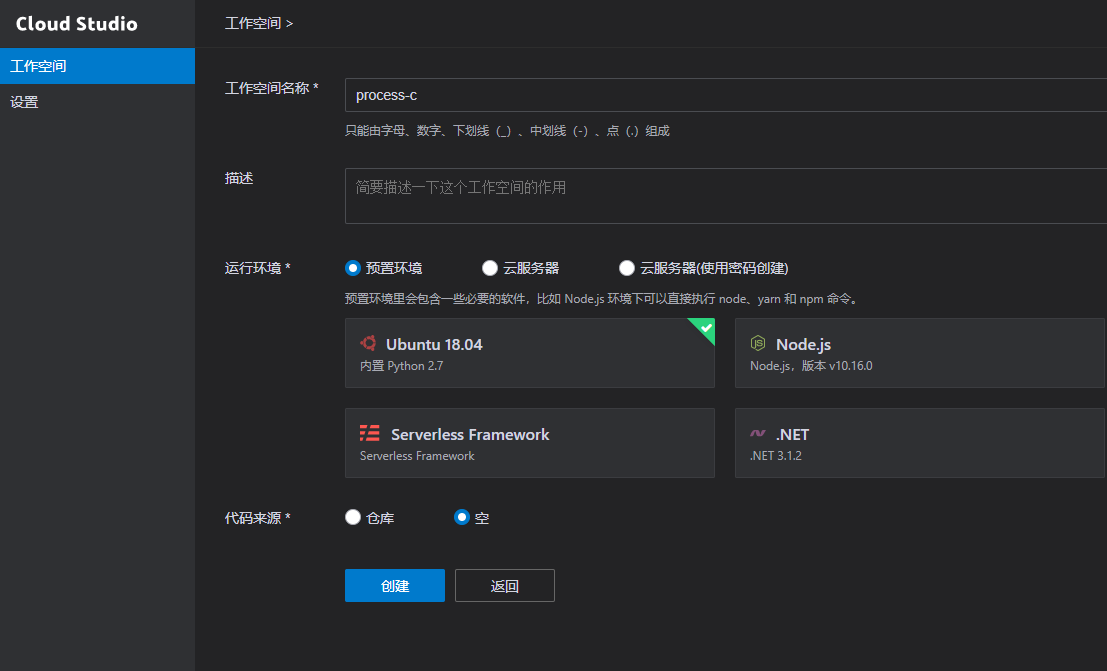 Cloud Studio
工作空间 >
工作空间
设置
工作空间名称 *
process-c
只能由字母、数字、下划线（_）、中划线（-）、点（.）组成
描述
简要描述一下这个工作空间的作用
运行环境 *
预置环境 云服务器 云服务器(使用密码创建)
预置环境里会包含一些必要的软件，比如 Node.js 环境下可以直接执行 node、yarn 和 npm 命令。
Ubuntu 18.04
内置 Python 2.7
Node.js
Node.js，版本 v10.16.0
Serverless Framework
Serverless Framework
.NET
.NET 3.1.2
代码来源 *
仓库 空
创建 返回